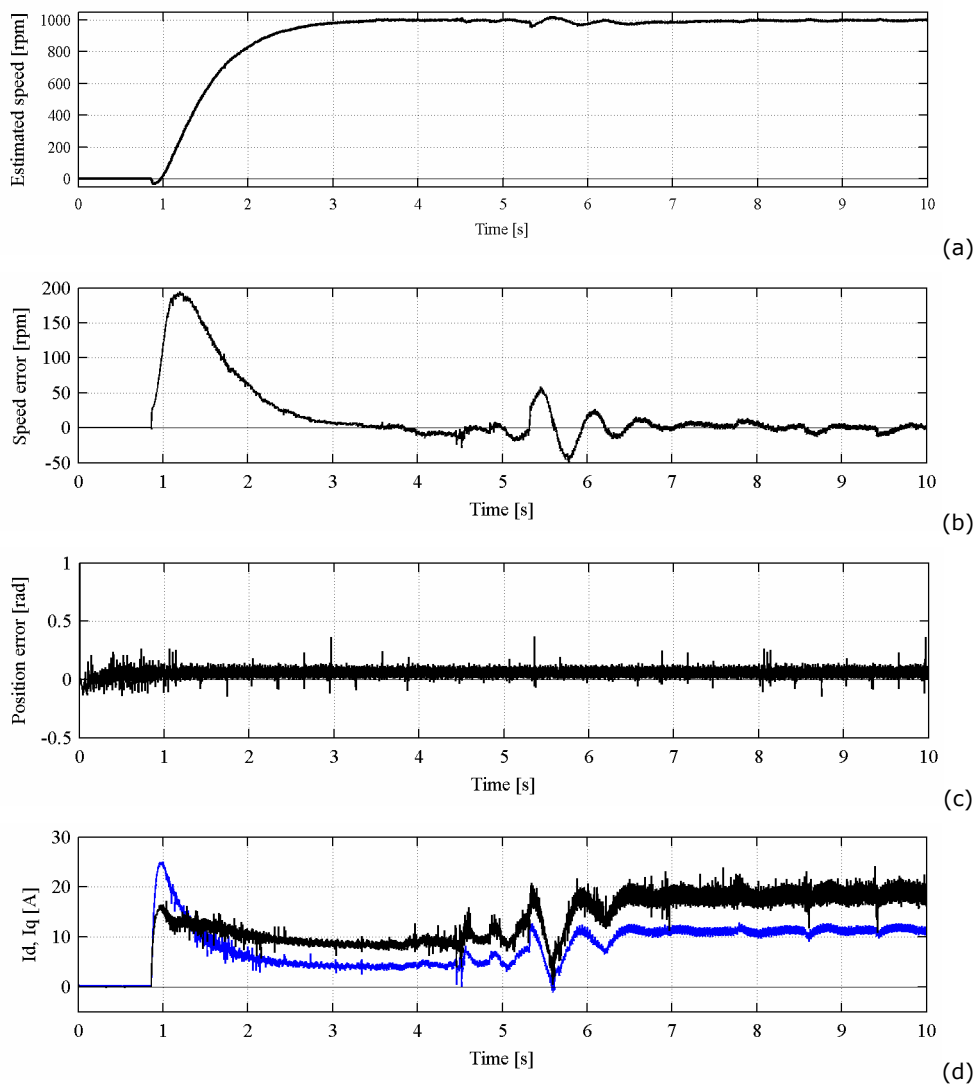 Estimated speed [rpm]
1000
800
600
400
200
0
0 1 2 3 4 5 6 7 8 9 10
Time [s]
(a)
Speed error [rpm]
200
150
100
50
0
-50
0 1 2 3 4 5 6 7 8 9 10
Time [s]
(b)
Position error [rad]
1
0.5
0
-0.5
0 1 2 3 4 5 6 7 8 9 10
Time [s]
(c)
Id, Iq [A]
30
20
10
0
0 1 2 3 4 5 6 7 8 9 10
Time [s]
(d)